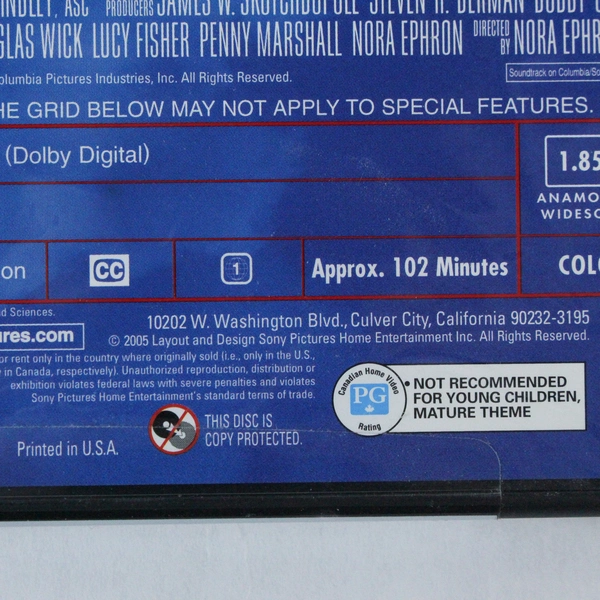 PRODUCERS JAMES W. STEVEN H. BERMAN BOBBY
LAS WICK LUCY FISHER PENNY MARSHALL NORA EPHRON DIRECTED BY NORA EPHR
olumbia Pictures Industries, Inc. All Rights Reserved.
Soundtrack on Columbia/So
HE GRID BELOW MAY NOT APPLY TO SPECIAL FEATURES.
(Dolby Digital)
1.85
ANAMO
WIDESC
on
CC
1
Approx. 102 Minutes
COLO
d Sciences.
ures.com
10202 W. Washington Blvd., Culver City, California 90232-3195
© 2005 Layout and Design Sony Pictures Home Entertainment Inc. All Rights Reserved.
or rent only in the country where originally sold (i.e., only in the U.S.,
y in Canada, respectively). Unauthorized reproduction, distribution or
exhibition violates federal laws with severe penalties and violates
Sony Pictures Home Entertainment's standard terms of trade.
Canadian Home Video
PG
Rating
• NOT RECOMMENDED
FOR YOUNG CHILDREN,
MATURE THEME
THIS DISC IS
COPY PROTECTED.
Printed in U.S.A.